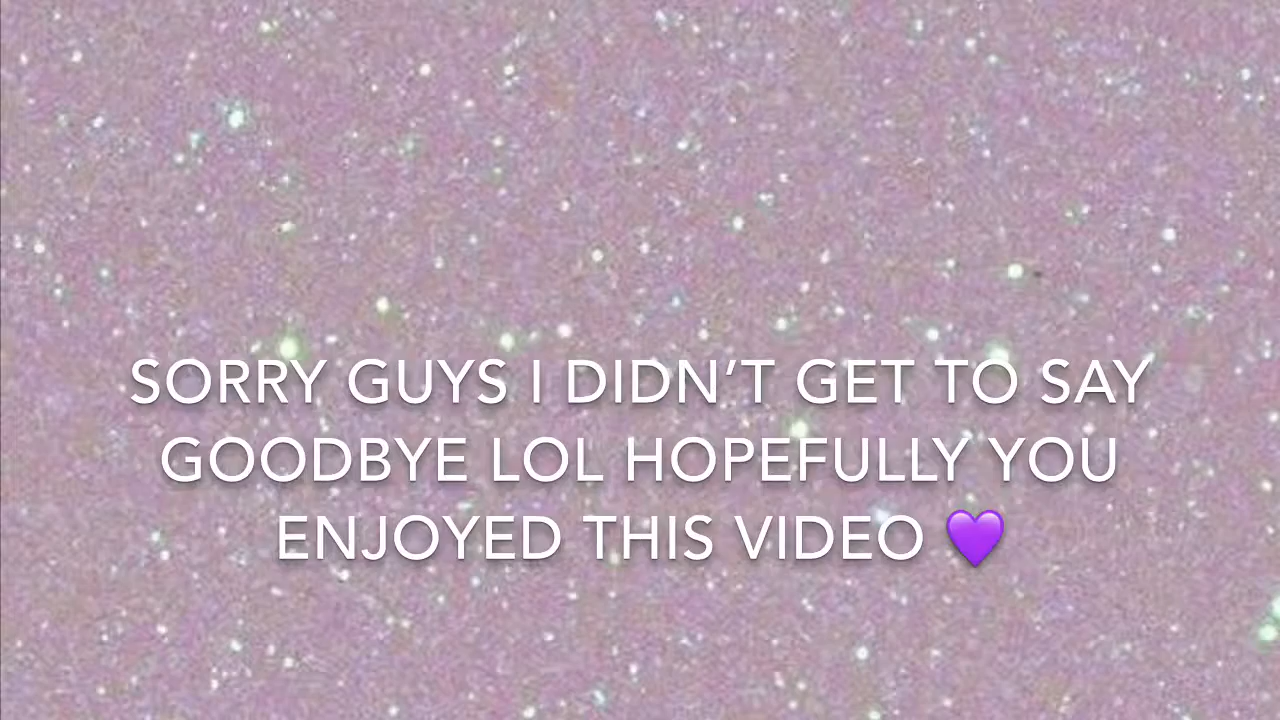 SORRY GUYS I DIDN’T GET TO SAY
GOODBYE LOL HOPEFULLY YOU
ENJOYED THIS VIDEO 💜